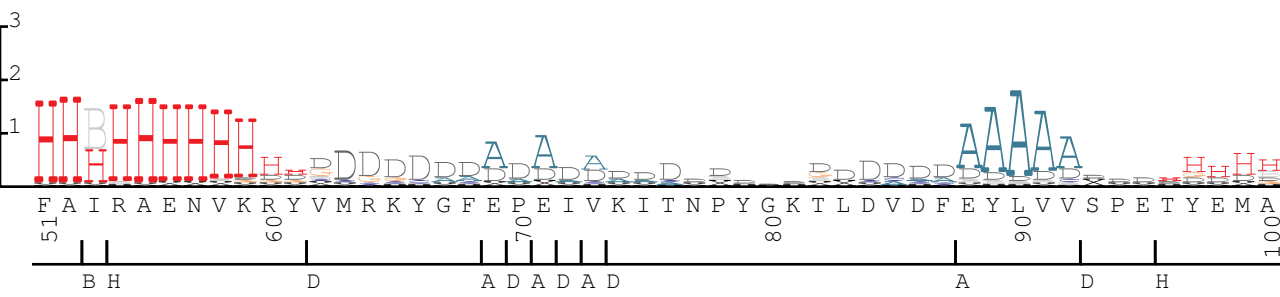 3
2
1
H H B H H H H H H H H D D D D D D A D A D A D D D A A A A A H H H H
H
F A I R A E N V K R Y V M R K Y G F E P E I V K I T N P Y G K T L D V D F E Y L V V S P E T Y E M A
51 60 70 80 90 100
B H D A D A D A D A D H